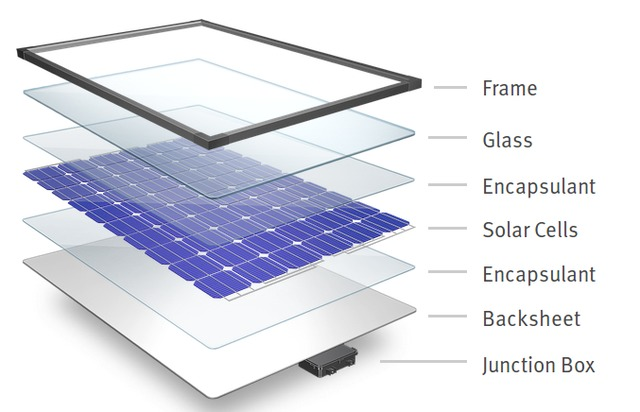 Frame
Glass
Encapsulant
Solar Cells
Encapsulant
Backsheet
Junction Box